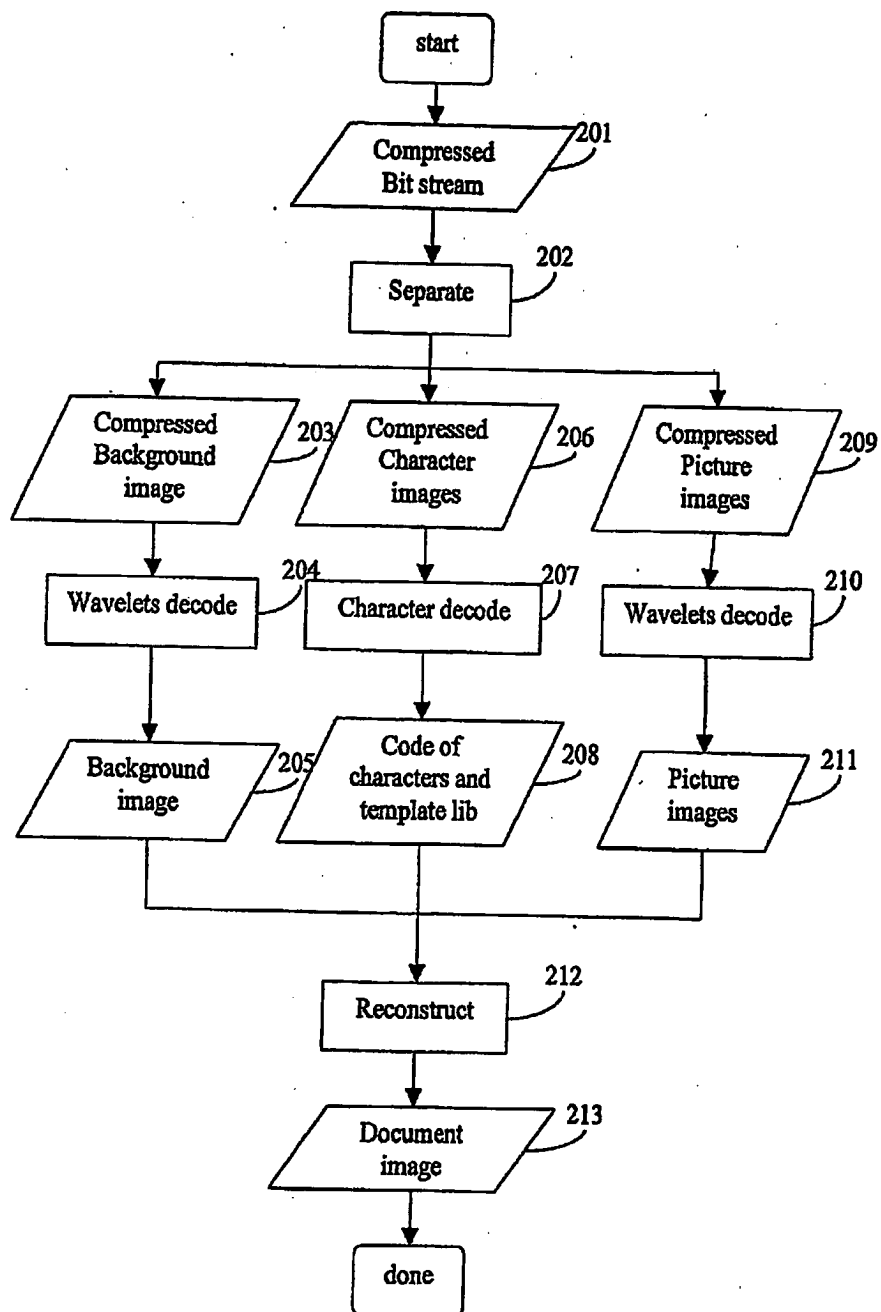 start
201
Compressed
Bit stream
202
Separate
Compressed
Background
image
203
Compressed
Character
images
206
Compressed
Picture
images
209
Wavelets decode
204
Character decode
207
Wavelets decode
210
Background
image
205
Code of
characters and
template lib
208
Picture
images
211
Reconstruct
212
Document
image
213
done